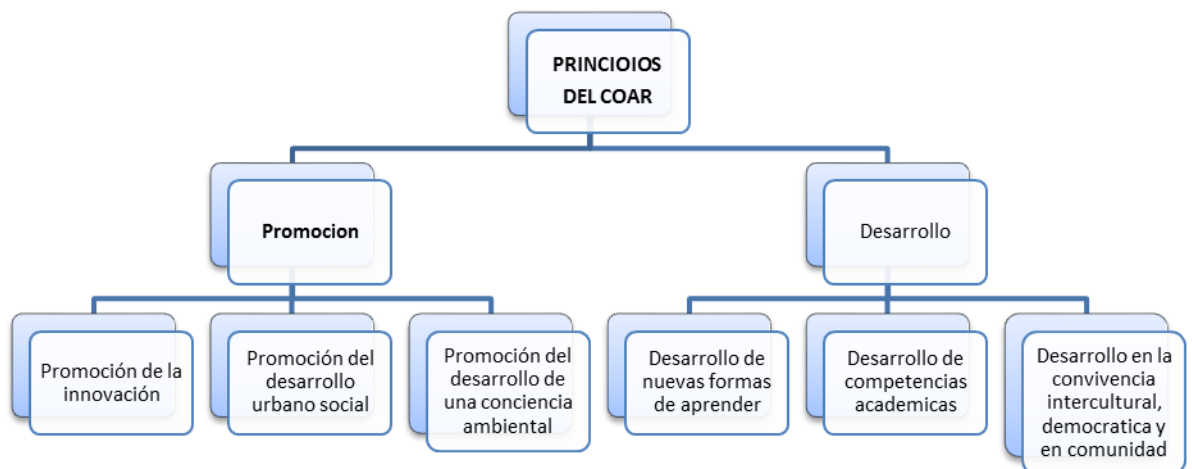 PRINCIOIOS
DEL COAR
Promocion
Desarrollo
Promoción de la
innovación
Promoción del
desarrollo
urbano social
Promoción del
desarrollo de
una conciencia
ambiental
Desarrollo de
nuevas formas
de aprender
Desarrollo de
competencias
academicas
Desarrollo en la
convivencia
intercultural,
democratica y
en comunidad